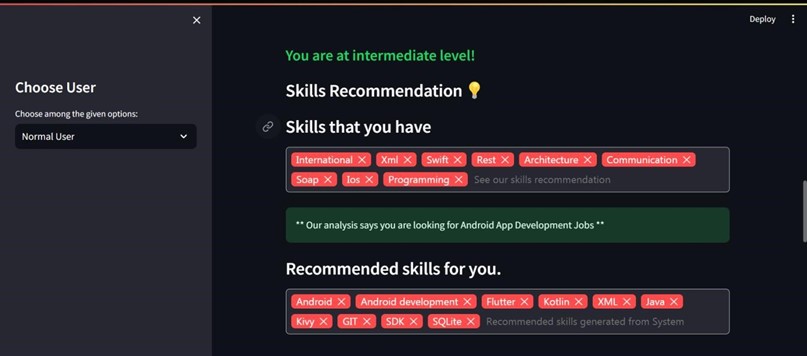 Deploy
Choose User
Choose among the given options:
Normal User
You are at intermediate level!
Skills Recommendation
Skills that you have
International Xml Swift Rest Architecture Communication
Soap Ios Programming See our skills recommendation
** Our analysis says you are looking for Android App Development Jobs **
Recommended skills for you.
Android Android development Flutter Kotlin XML Java
Kivy GIT SDK SQLite Recommended skills generated from System